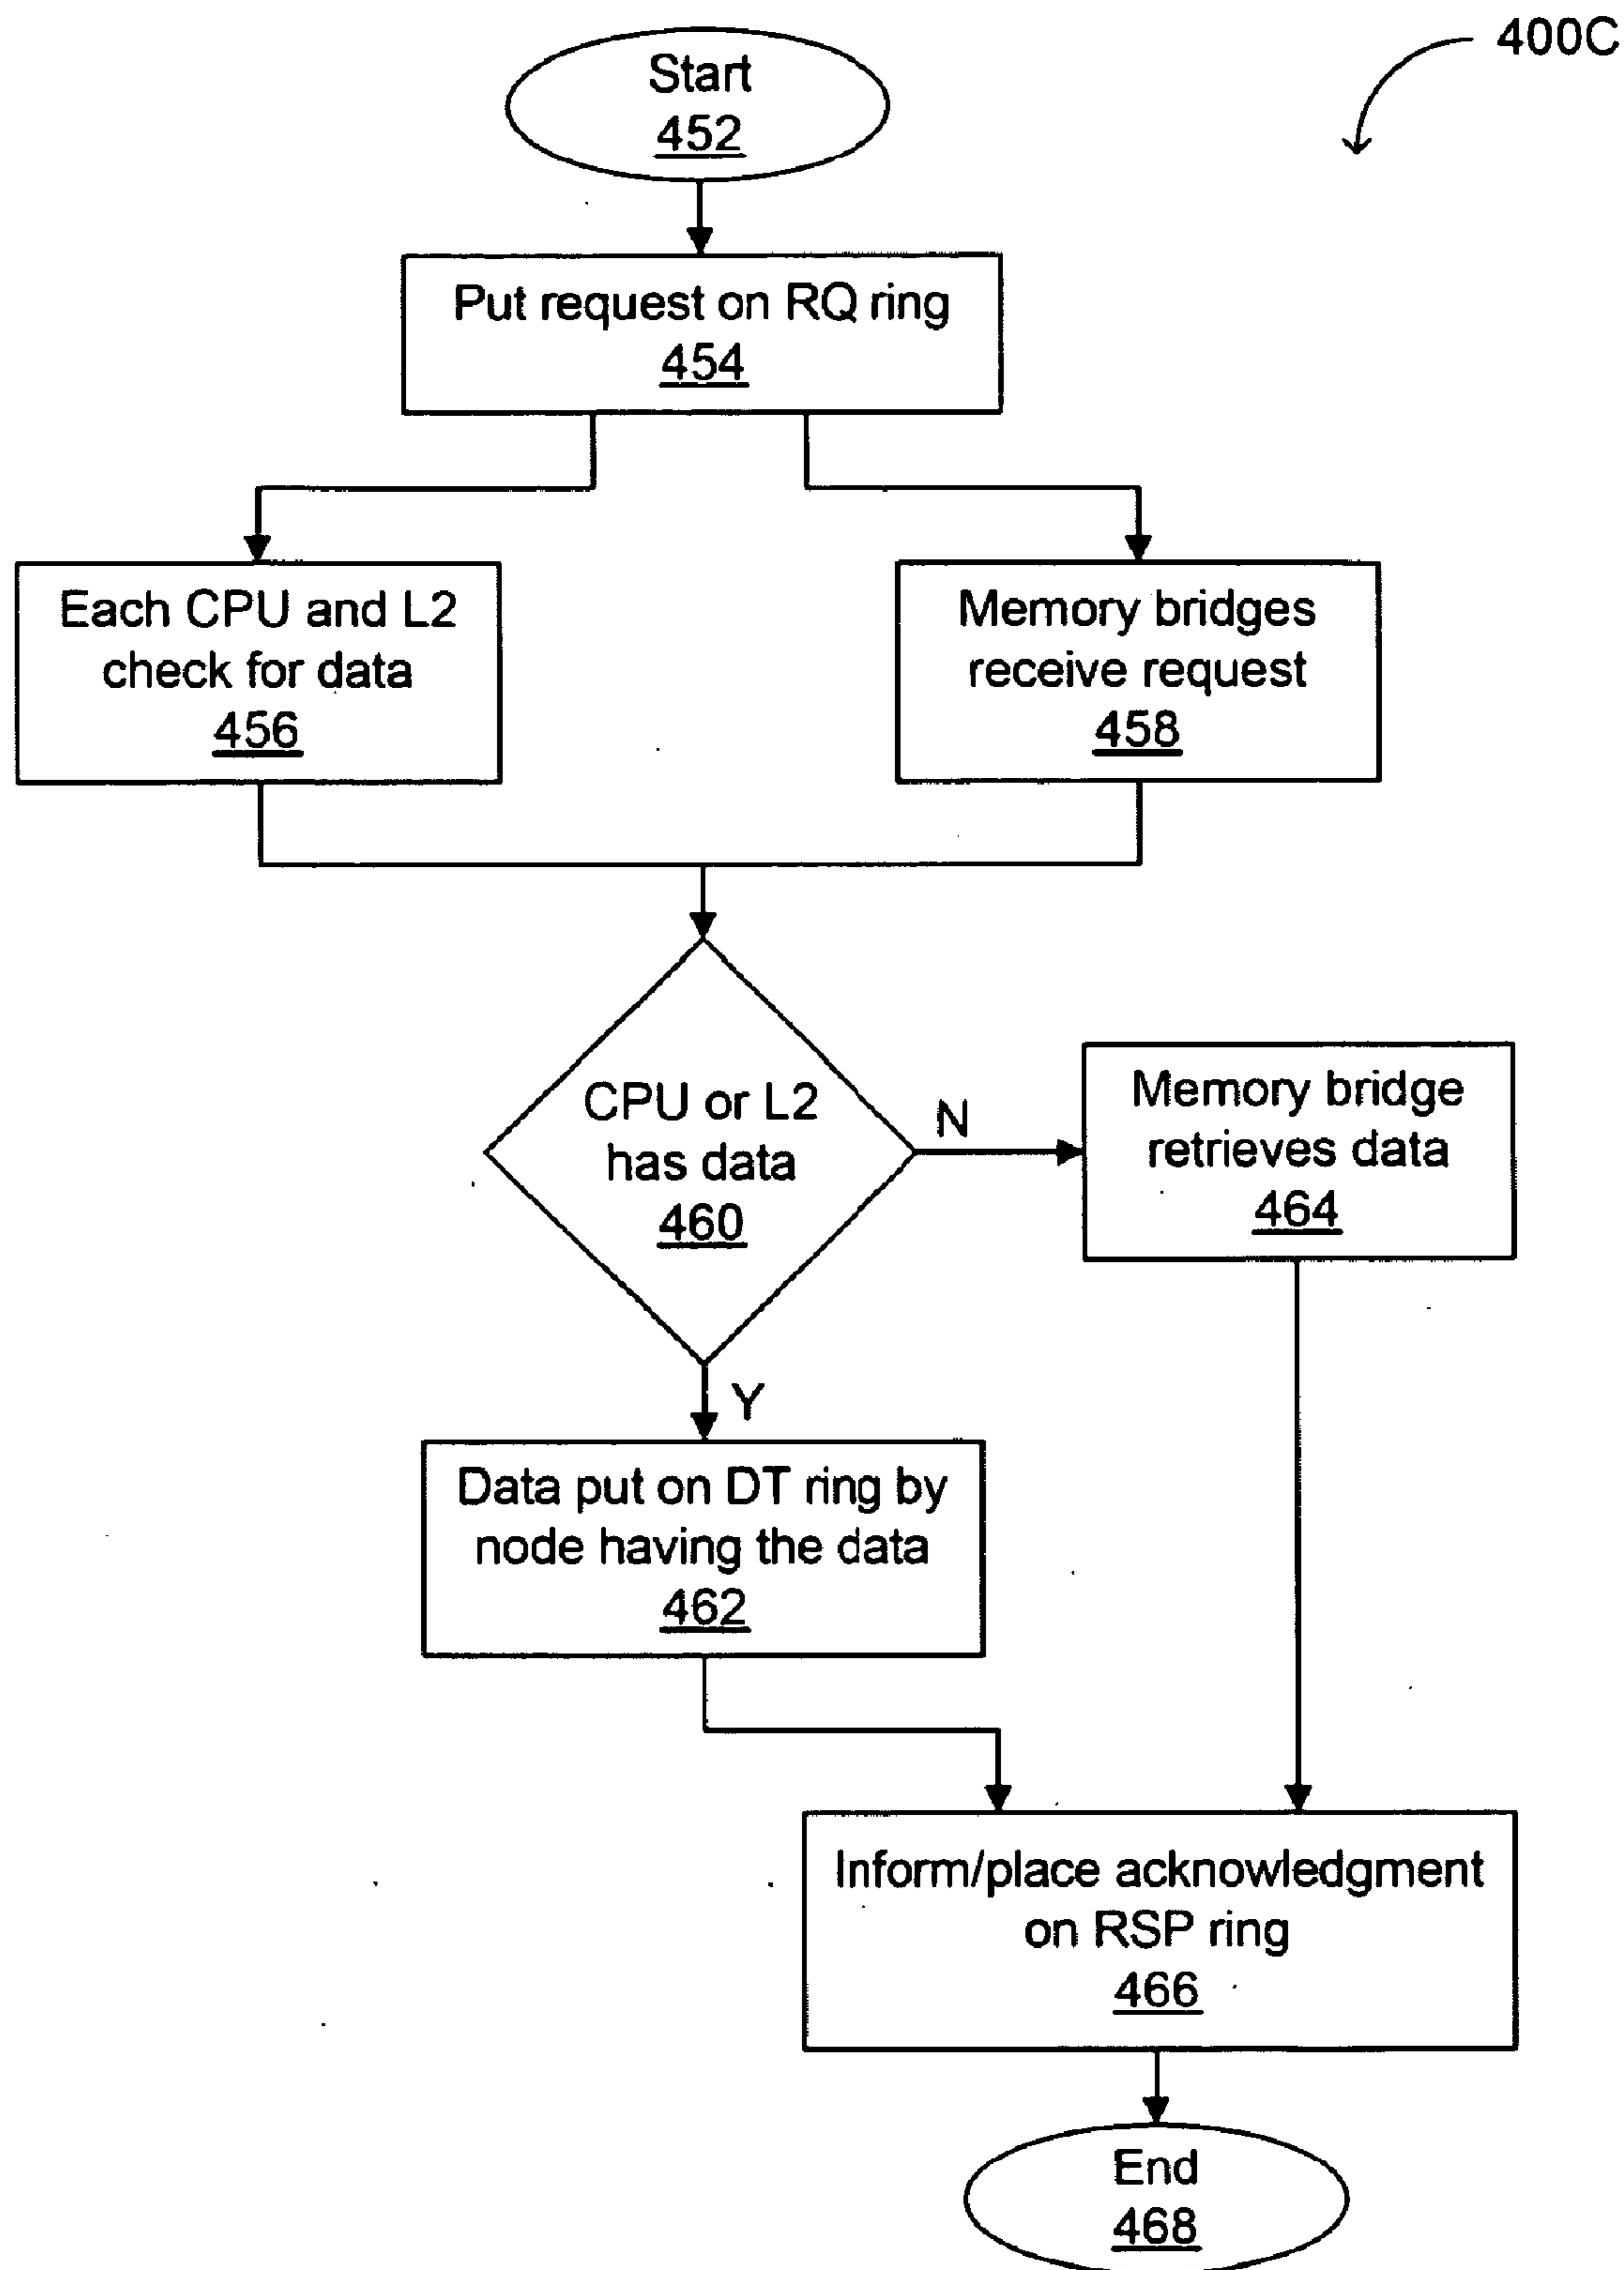 400C
Start
452
Put request on RQ ring
454
Each CPU and L2
check for data
456
Memory bridges
receive request
458
CPU or L2
has data
460
N
Memory bridge
retrieves data
464
Y
Data put on DT ring by
node having the data
462
Inform/place acknowledgment
on RSP ring
466
End
468